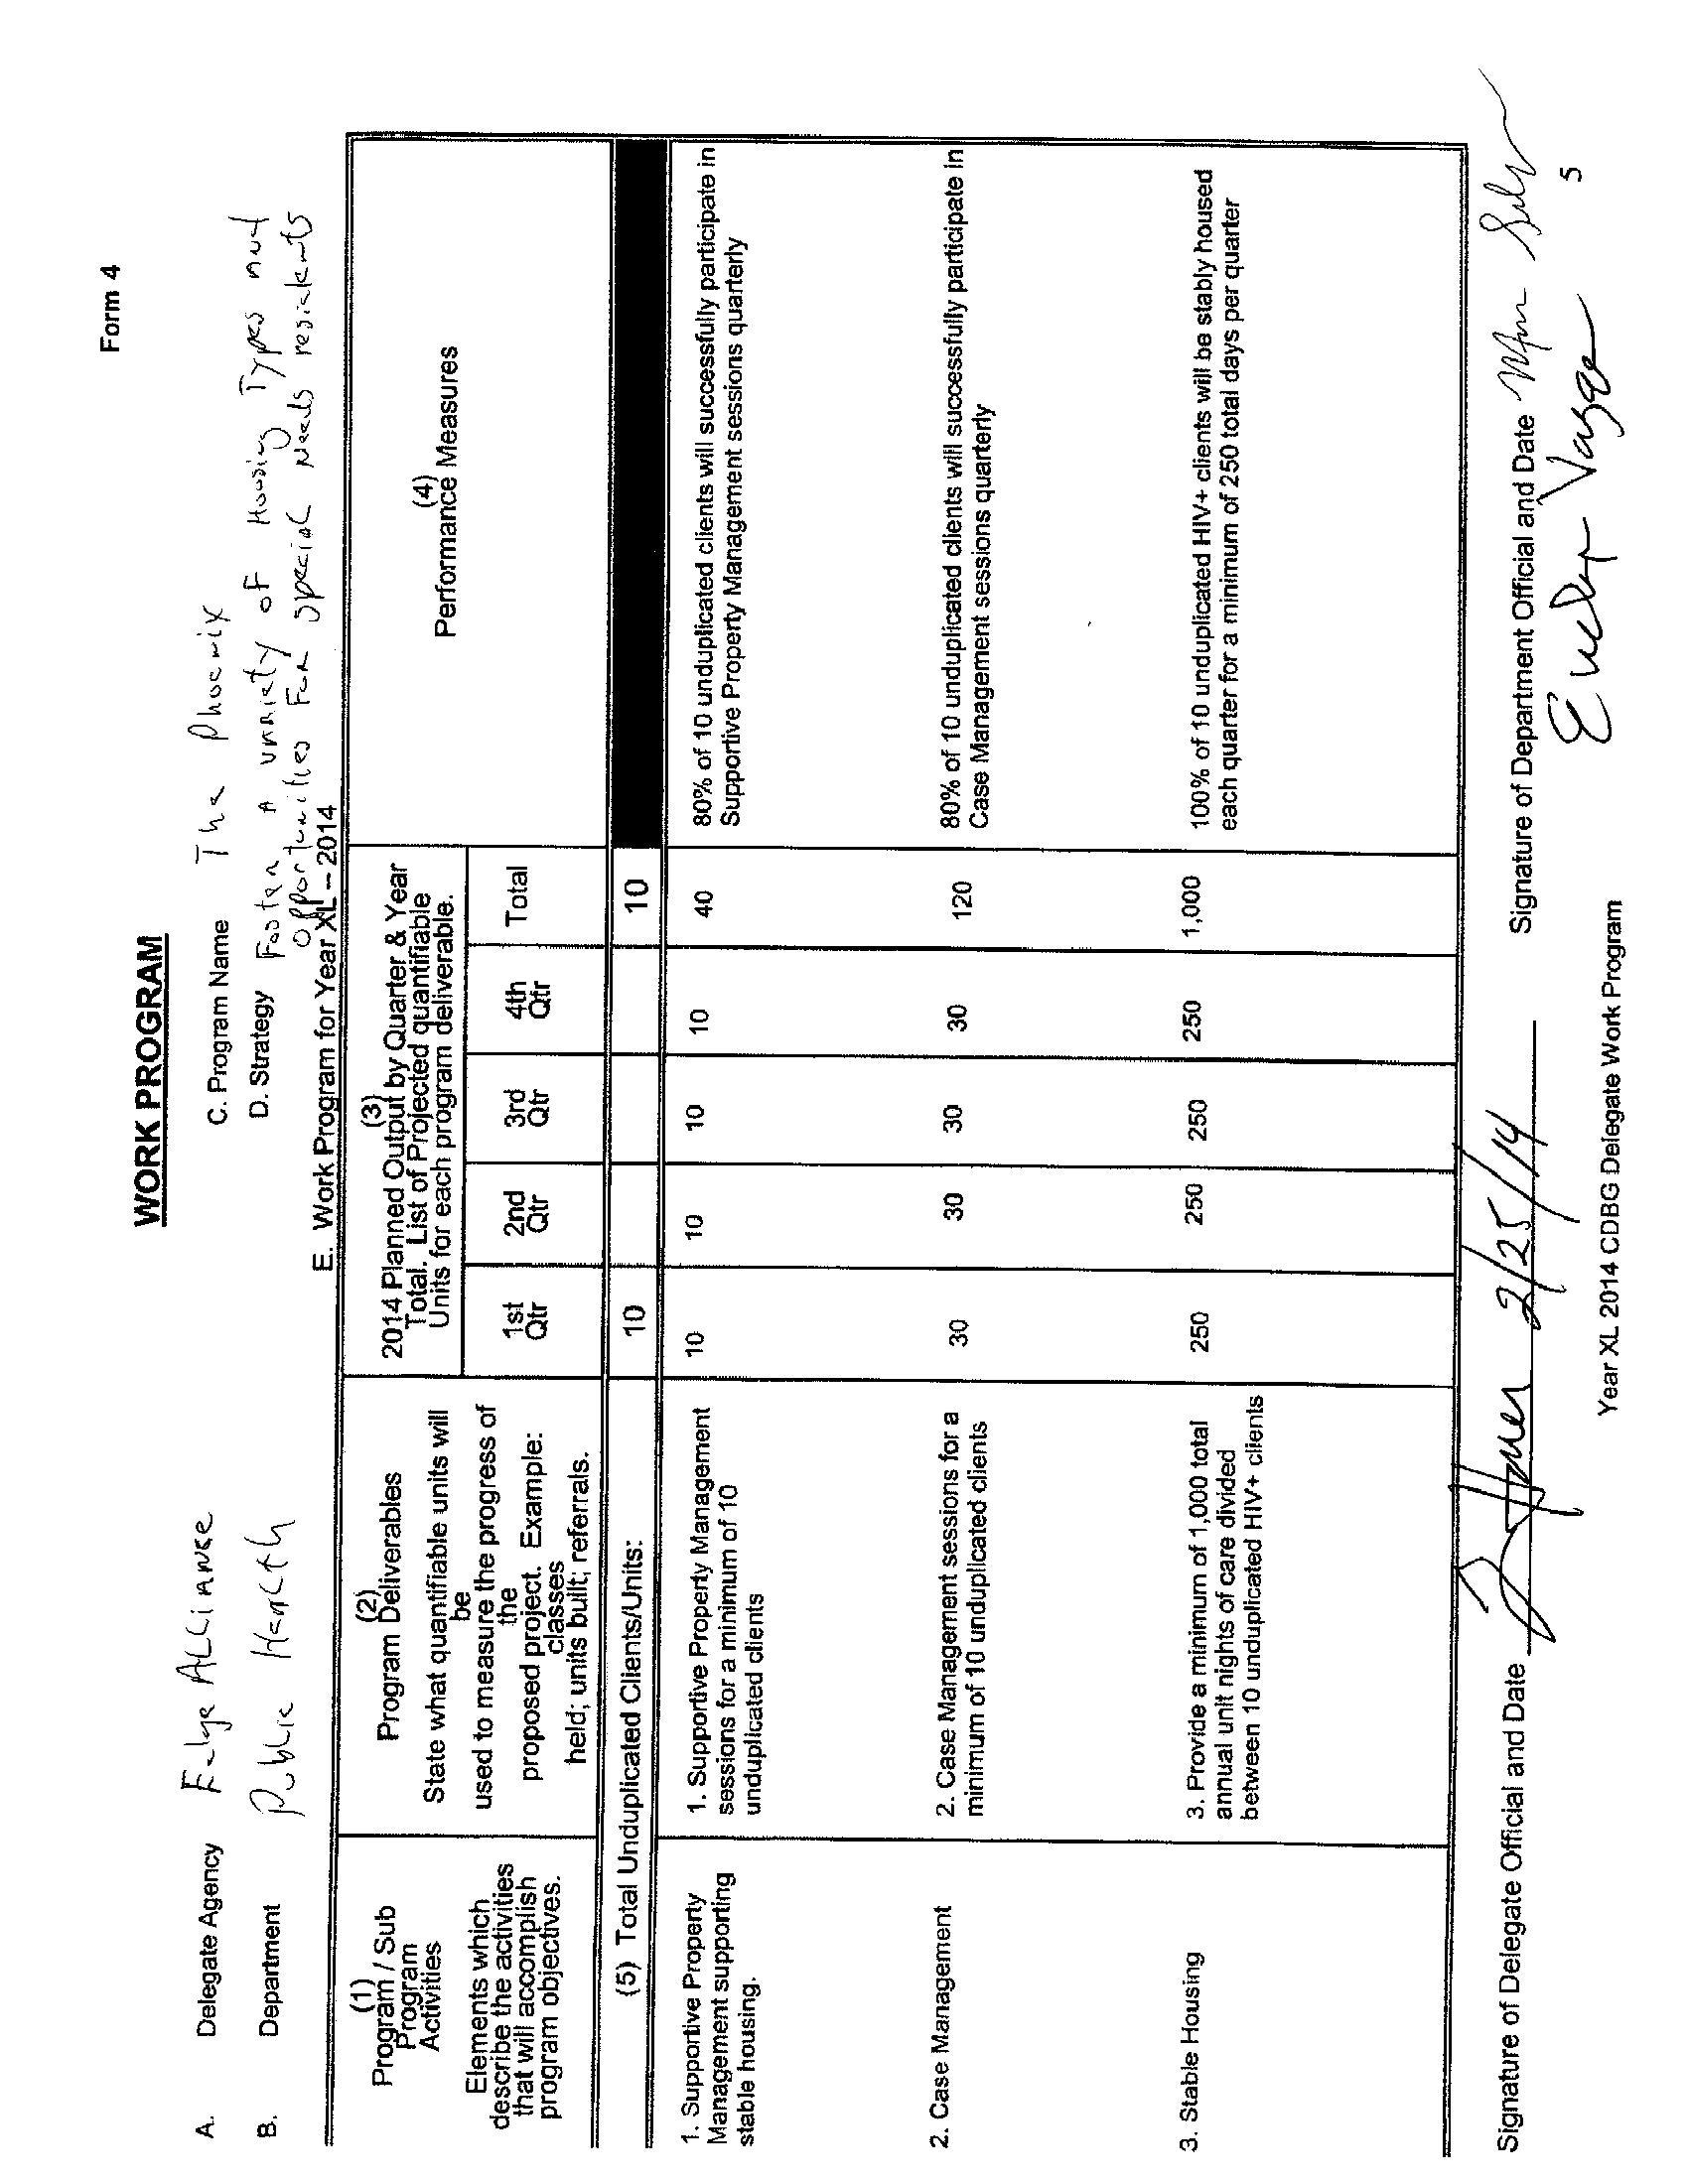 Form 4
WORK PROGRAM
A. Delegate Agency
C. Program Name The Phoenix
B. Department Public Health
D. Strategy Foster A variety of Housing Types and
opportunities For special Needs residents
E. Work Program for Year XL – 2014
(1)
Program / Sub
Program
Activities
Elements which
describe the activities
that will accomplish
program objectives.
(2)
Program Deliverables
State what quantifiable units will
be
used to measure the progress of
the
proposed project. Example:
classes
held; units built; referrals.
(3)
2014 Planned Output by Quarter & Year
Total. List of Projected quantifiable
Units for each program deliverable.
1st
Qtr
2nd
Qtr
3rd
Qtr
4th
Qtr
Total
(4)
Performance Measures
(5) Total Unduplicated Clients/Units: 10 10
1. Supportive Property
Management supporting
stable housing.
1. Supportive Property Management
sessions for a minimum of 10
unduplicated clients
10 10 10 10 40
80% of 10 unduplicated clients will successfully participate in
Supportive Property Management sessions quarterly
2. Case Management
2. Case Management sessions for a
minimum of 10 unduplicated clients
30 30 30 30 120
80% of 10 unduplicated clients will successfully participate in
Case Management sessions quarterly
3. Stable Housing
3. Provide a minimum of 1,000 total
annual unit nights of care divided
between 10 unduplicated HIV+ clients
250 250 250 250 1,000
100% of 10 unduplicated HIV+ clients will be stably housed
each quarter for a minimum of 250 total days per quarter
Signature of Delegate Official and Date 2/25/14
Signature of Department Official and Date
Year XL 2014 CDBG Delegate Work Program
5